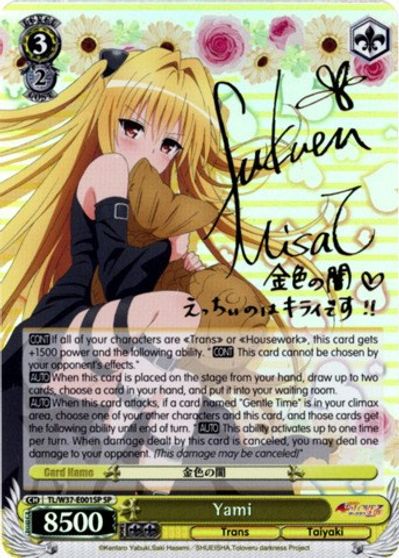 3
2
Fukuen
Misato
金色の闇♡
えっちぃのはキライです!!
CONT If all of your characters are «Trans» or «Housework», this card gets
+1500 power and the following ability. "CONT This card cannot be chosen by
your opponent's effects."
AUTO When this card is placed on the stage from your hand, draw up to two
cards, choose a card in your hand, and put it into your waiting room.
AUTO When this card attacks, if a card named "Gentle Time" is in your climax
area, choose one of your other characters and this card, and those cards get
the following ability until end of turn. "AUTO This ability activates up to one time
per turn. When damage dealt by this card is canceled, you may deal one
damage to your opponent. (This damage may be canceled)"
Card Name 金色の闇
CH TL/W37-E001SP SP
8500
Yami
Trans Taiyaki
©Kentaro Yabuki,Saki Hasemi／SHUEISHA,Toloveru darkness Project